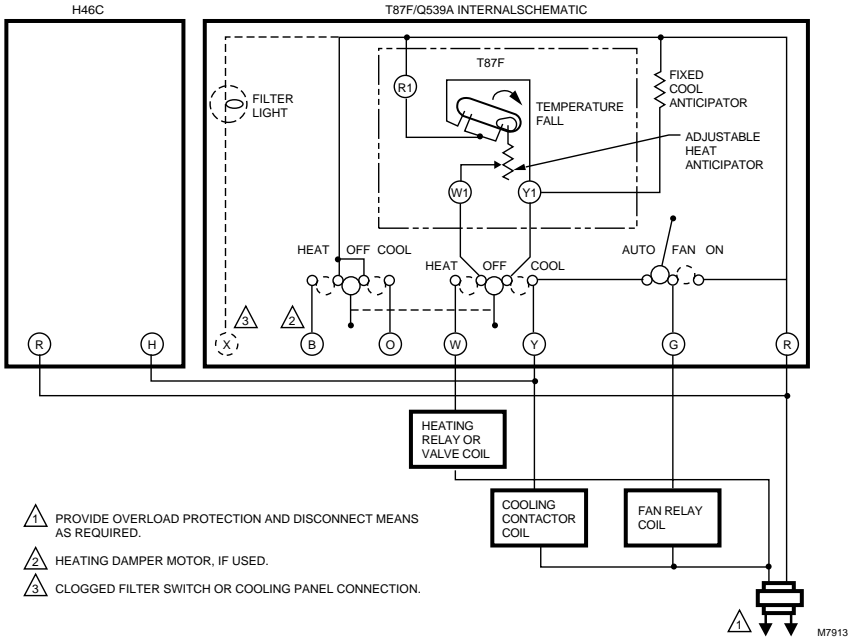 H46C
T87F/Q539A INTERNALSCHEMATIC
T87F
R1
FILTER
LIGHT
TEMPERATURE
FALL
FIXED
COOL
ANTICIPATOR
ADJUSTABLE
HEAT
ANTICIPATOR
W1
Y1
HEAT OFF COOL
HEAT OFF COOL
AUTO FAN ON
3
2
R
H
X
B
O
W
Y
G
R
HEATING
RELAY OR
VALVE COIL
COOLING
CONTACTOR
COIL
FAN RELAY
COIL
1 PROVIDE OVERLOAD PROTECTION AND DISCONNECT MEANS
AS REQUIRED.
2 HEATING DAMPER MOTOR, IF USED.
3 CLOGGED FILTER SWITCH OR COOLING PANEL CONNECTION.
1
M7913